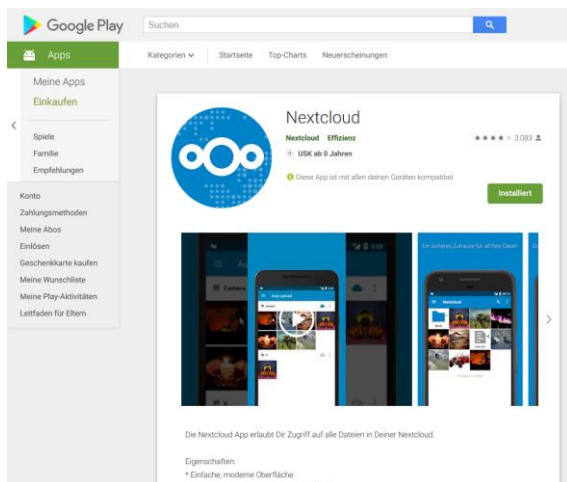 Google Play
Suchen
Apps
Kategorien
Startseite
Top-Charts
Neuerscheinungen
Meine Apps
Einkaufen
Spiele
Familie
Empfehlungen
Konto
Zahlungsmethoden
Meine Abos
Einlösen
Geschenkkarte kaufen
Meine Wunschliste
Meine Play-Aktivitäten
Leitfaden für Eltern
Nextcloud
Nextcloud Effizienz
3.083
USK ab 0 Jahren
Diese App ist mit allen deinen Geräten kompatibel.
Installiert
Auto upload
Camera
Ein sicheres Zuhause für all Ihre Daten
Nextcloud
Die Nextcloud App erlaubt Dir Zugriff auf alle Dateien in Deiner Nextcloud.
Eigenschaften:
* Einfache, moderne Oberfläche